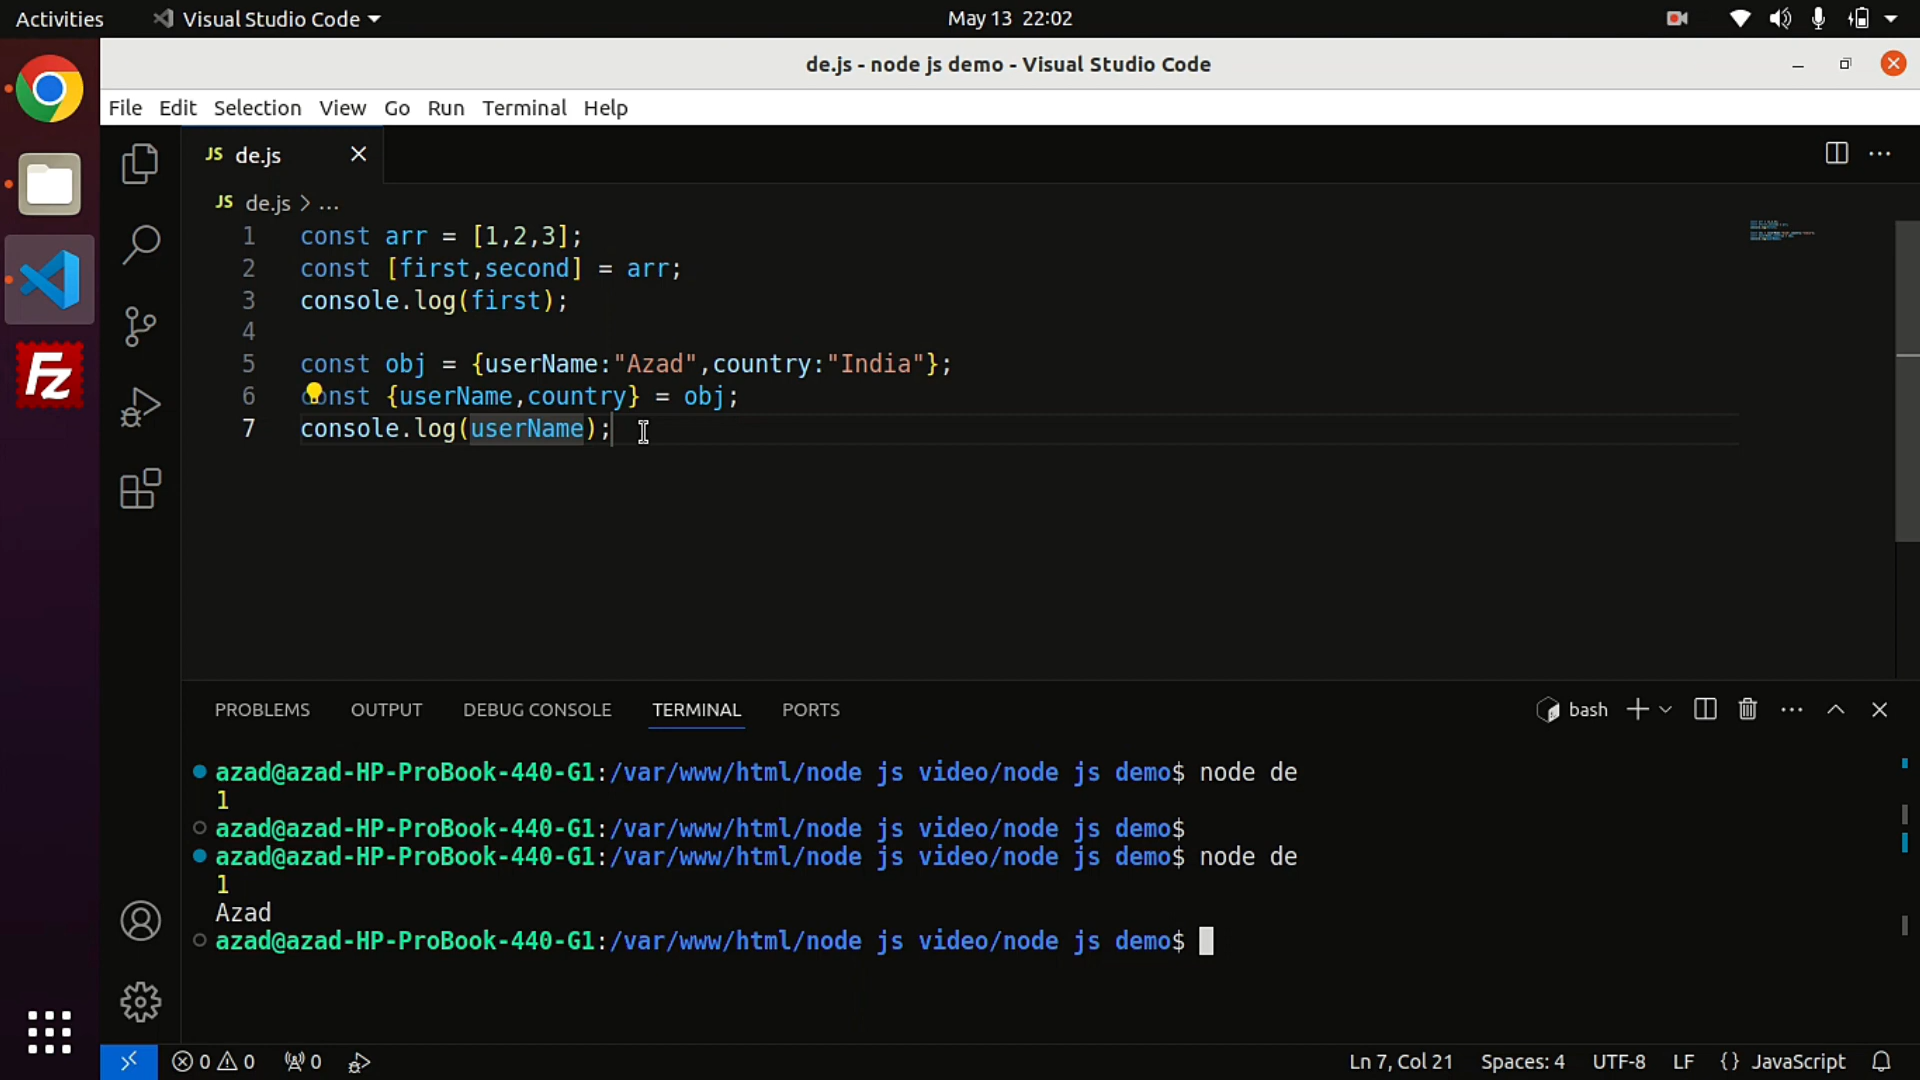 Activities Visual Studio Code May 13 22:02
de.js - node js demo - Visual Studio Code
File Edit Selection View Go Run Terminal Help
JS de.js
JS de.js > ...
1 const arr = [1,2,3];
2 const [first,second] = arr;
3 console.log(first);
4
5 const obj = {userName:"Azad",country:"India"};
6 const {userName,country} = obj;
7 console.log(userName);
PROBLEMS OUTPUT DEBUG CONSOLE TERMINAL PORTS bash
azad@azad-HP-ProBook-440-G1:/var/www/html/node js video/node js demo$ node de
1
azad@azad-HP-ProBook-440-G1:/var/www/html/node js video/node js demo$
azad@azad-HP-ProBook-440-G1:/var/www/html/node js video/node js demo$ node de
1
Azad
azad@azad-HP-ProBook-440-G1:/var/www/html/node js video/node js demo$
Fz
0 0 0 Ln 7, Col 21 Spaces: 4 UTF-8 LF {} JavaScript